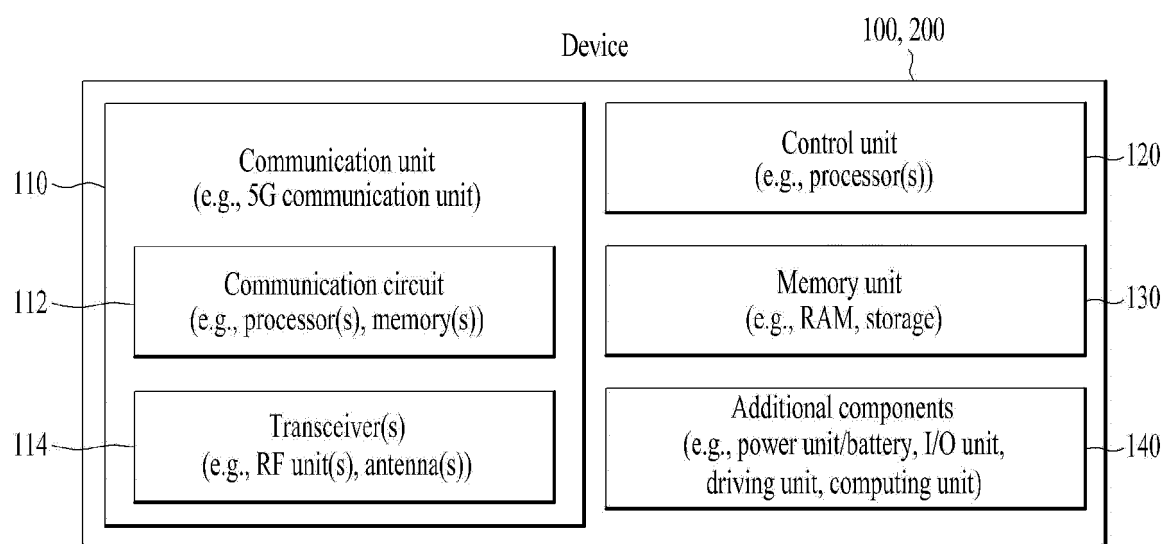 Device
100, 200
110
Communication unit
(e.g., 5G communication unit)
112
Communication circuit
(e.g., processor(s), memory(s))
114
Transceiver(s)
(e.g., RF unit(s), antenna(s))
Control unit
(e.g., processor(s))
120
Memory unit
(e.g., RAM, storage)
130
Additional components
(e.g., power unit/battery, I/O unit,
driving unit, computing unit)
140